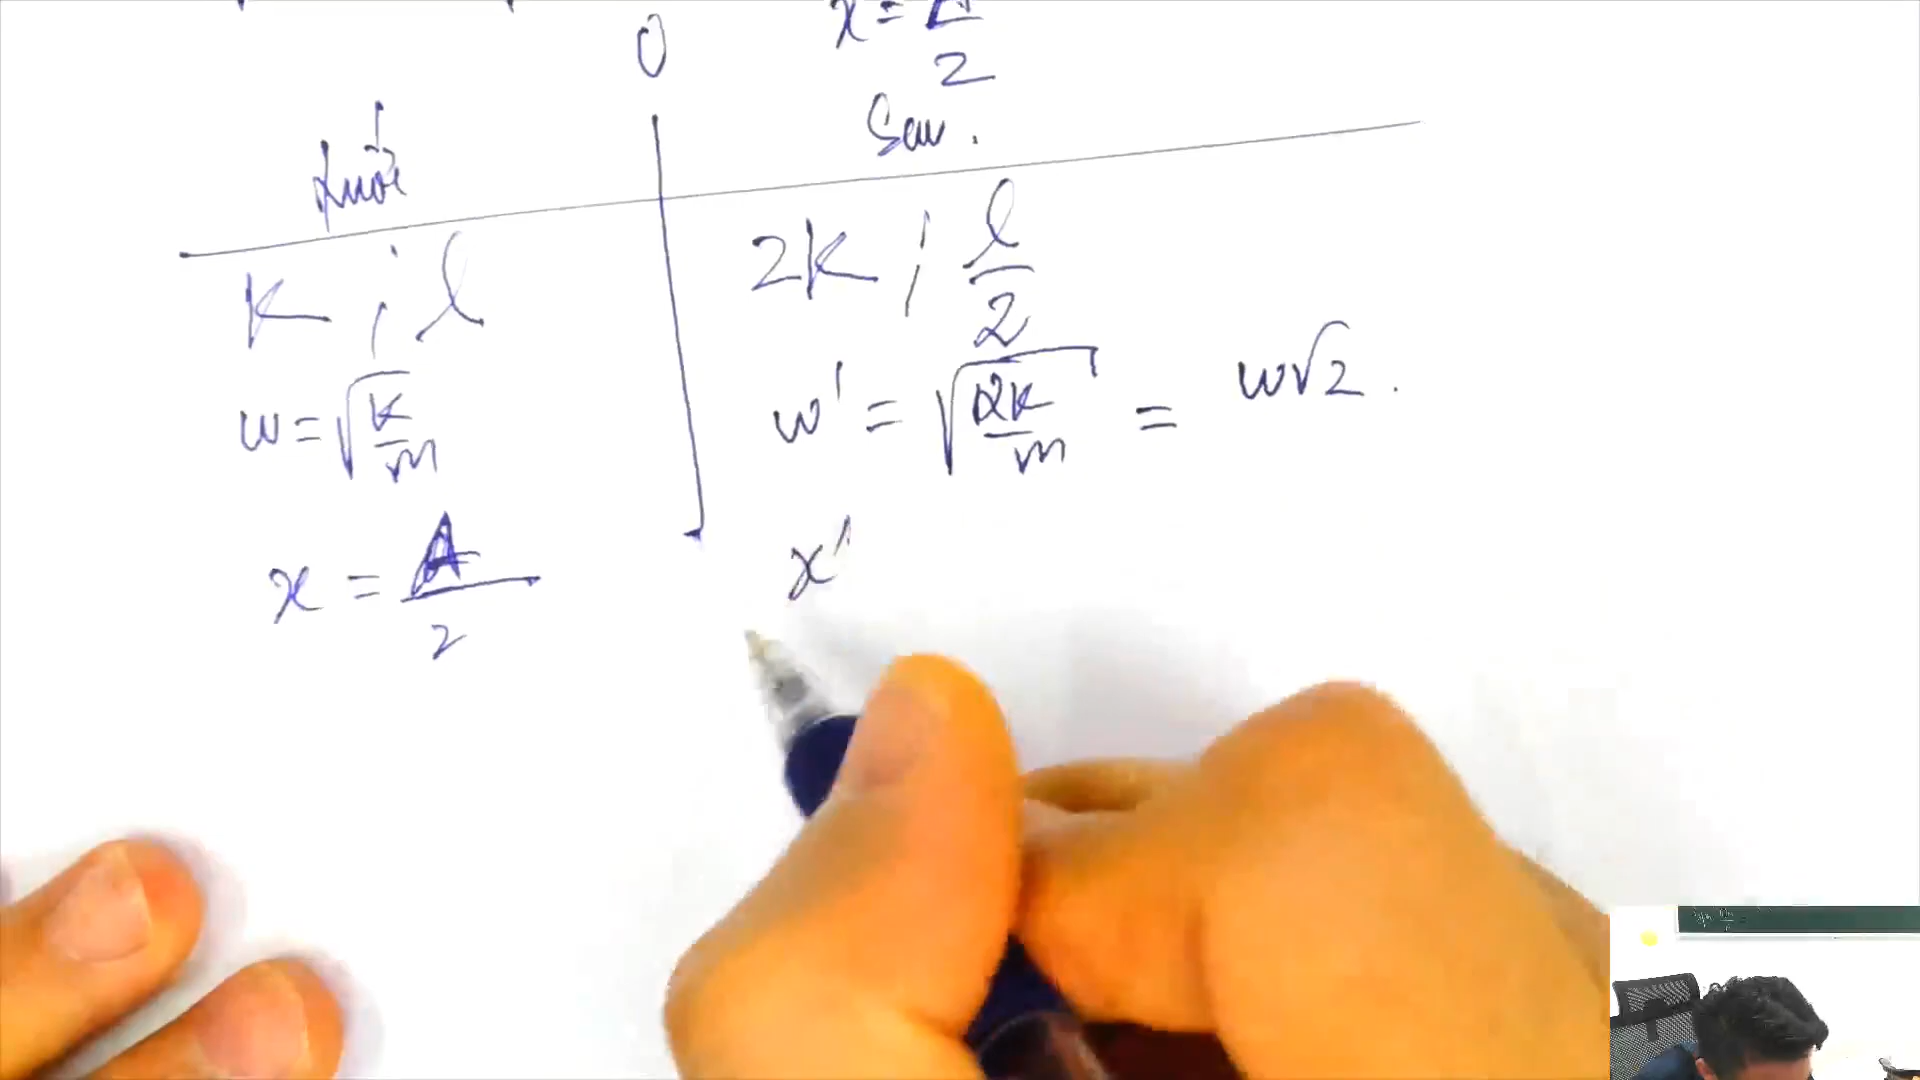 0
x = A/2
Trước
Sau.
K ; l
2K ; l/2
w = √(K/m)
w' = √(2K/m) = w√2.
x = A/2
x'